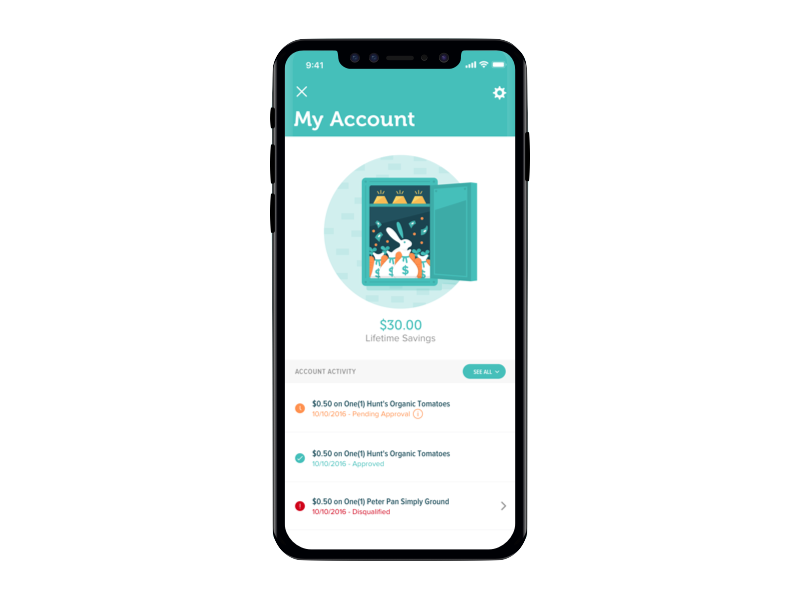 9:41
My Account
$ $ $
$30.00
Lifetime Savings
ACCOUNT ACTIVITY
SEE ALL
$0.50 on One(1) Hunt's Organic Tomatoes
10/10/2016 - Pending Approval
$0.50 on One(1) Hunt's Organic Tomatoes
10/10/2016 - Approved
$0.50 on One(1) Peter Pan Simply Ground
10/10/2016 - Disqualified